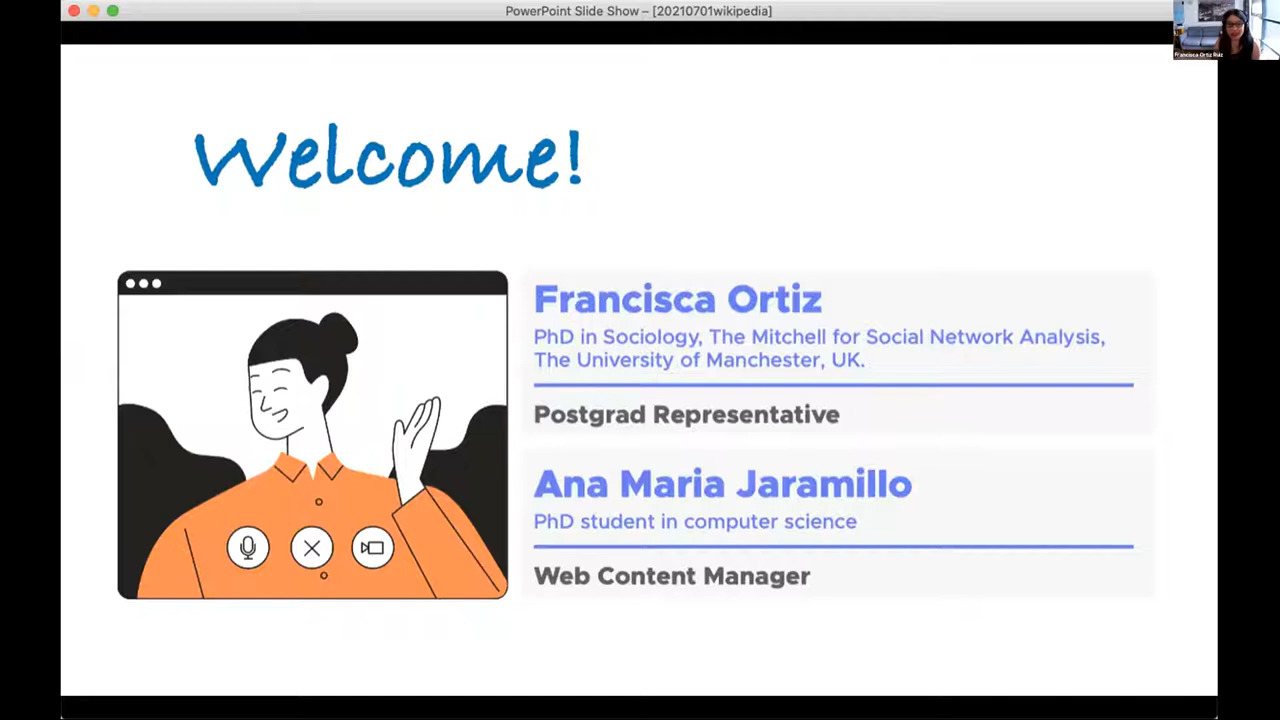 PowerPoint Slide Show – [20210701wikipedia]
Francisca Ortiz Ruiz
Welcome!
Francisca Ortiz
PhD in Sociology, The Mitchell for Social Network Analysis,
The University of Manchester, UK.
Postgrad Representative
Ana Maria Jaramillo
PhD student in computer science
Web Content Manager